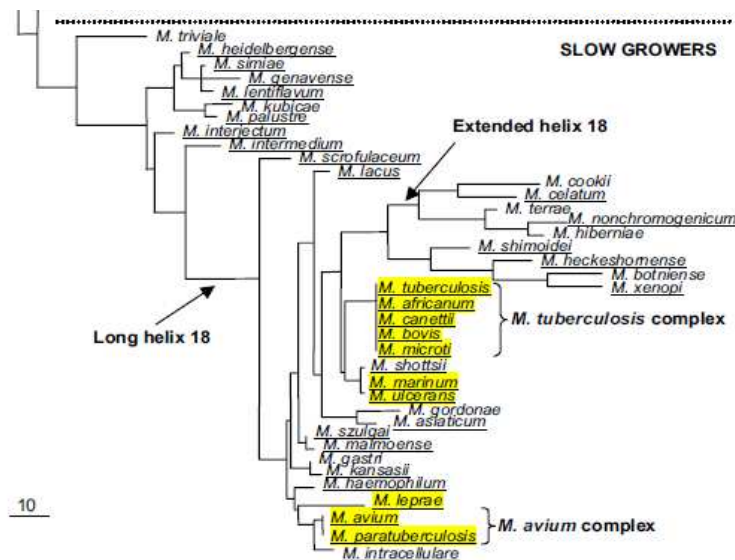 SLOW GROWERS
M. triviale
M. heidelbergense
M. simiae
M. genavense
M. lentiflavum
M. kubicae
M. palustre
M. interjectum
M. intermedium
Extended helix 18
M. scrofulaceum
M. lacus
M. cookii
M. celatum
M. terrae
M. nonchromogenicum
M. hiberniae
M. shimoidei
M. heckeshornense
M. botniense
M. xenopi
Long helix 18
M. tuberculosis
M. africanum
M. canettii
M. bovis
M. microti
M. tuberculosis complex
M. shottsii
M. marinum
M. ulcerans
M. gordonae
M. asiaticum
M. szulgai
M. malmoense
M. gastri
M. kansasii
M. haemophilum
M. leprae
M. avium
M. paratuberculosis
M. avium complex
M. intracellulare
10